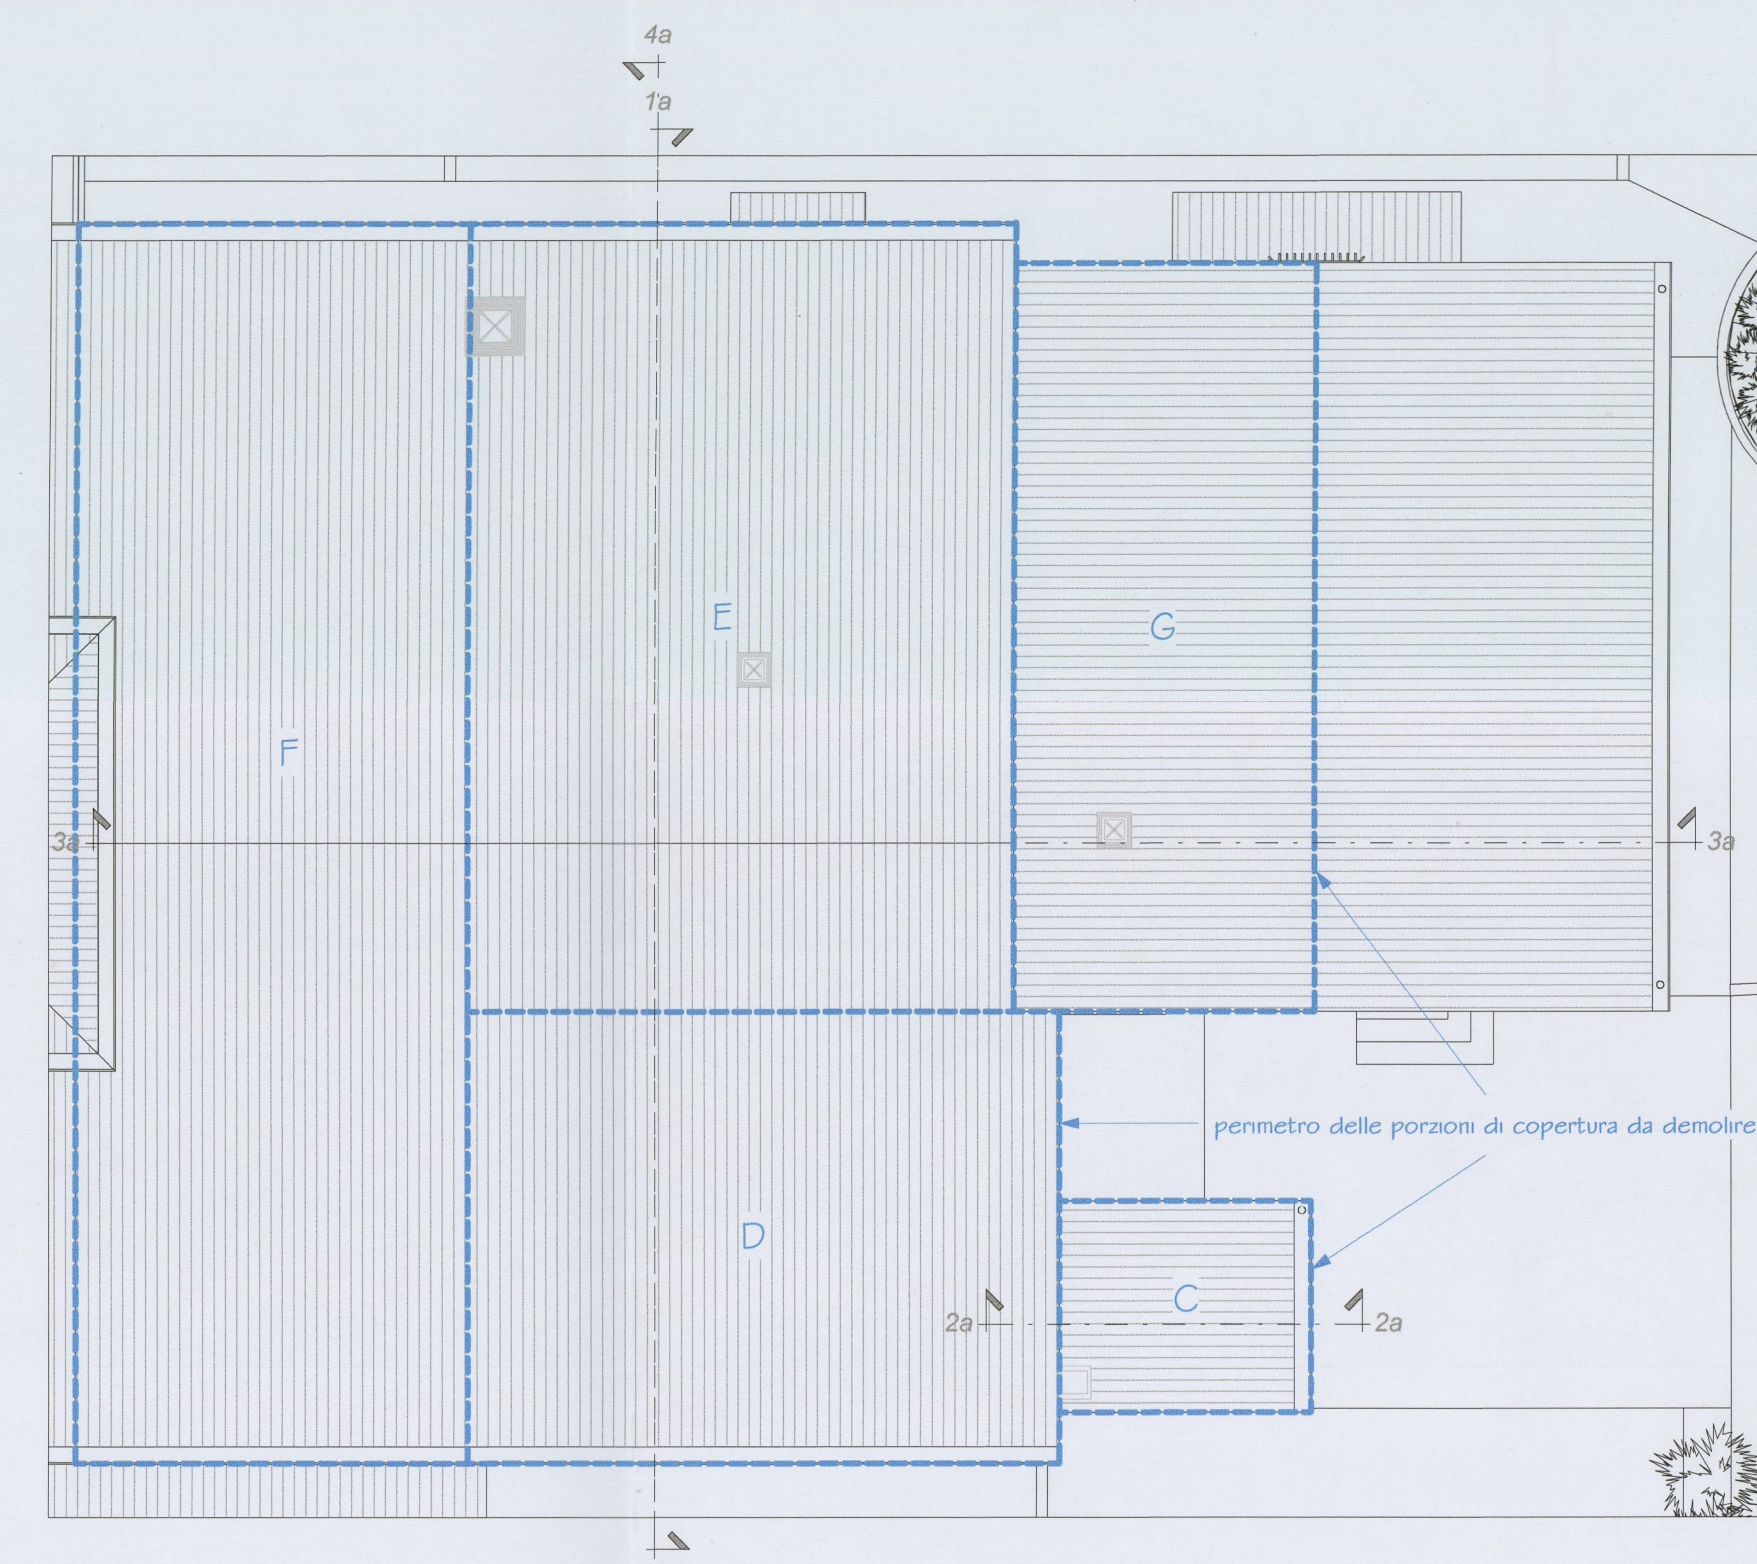 4a
1a
E
G
F
3a
3a
perimetro delle porzioni di copertura da demolire
D
C
2a
2a